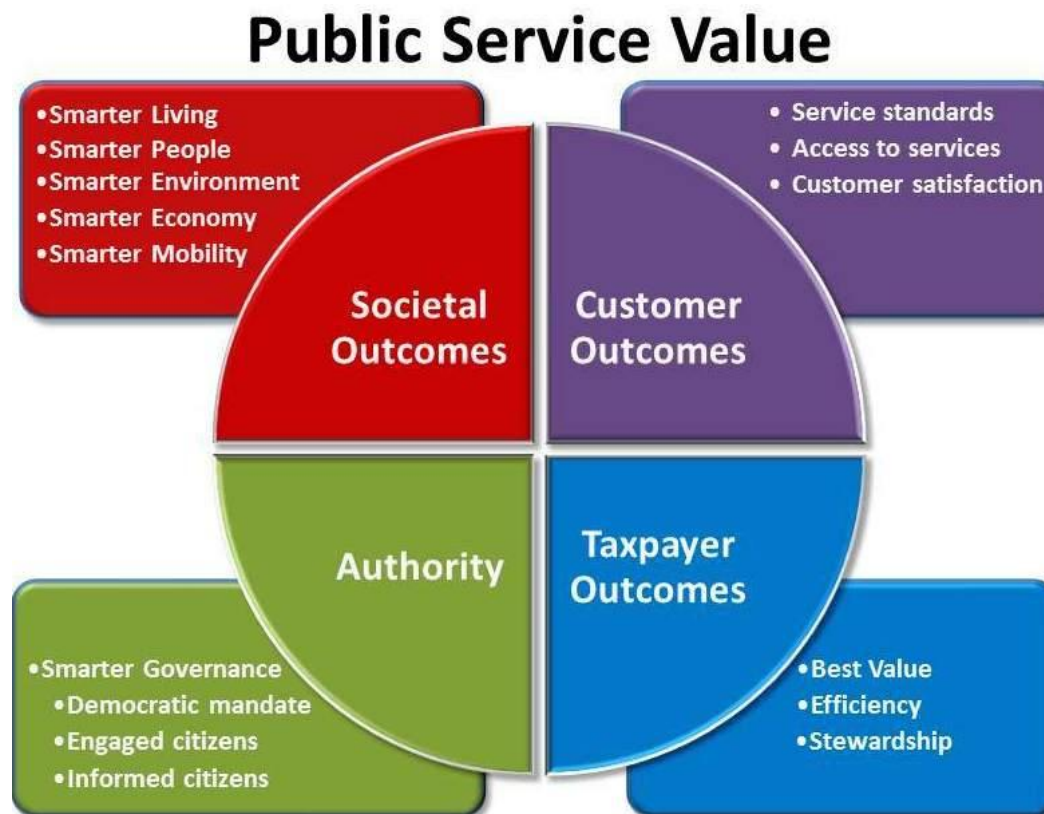 Public Service Value
•Smarter Living
•Smarter People
•Smarter Environment
•Smarter Economy
•Smarter Mobility
• Service standards
• Access to services
• Customer satisfaction
Societal
Outcomes
Customer
Outcomes
Authority
Taxpayer
Outcomes
•Smarter Governance
•Democratic mandate
•Engaged citizens
•Informed citizens
•Best Value
•Efficiency
•Stewardship